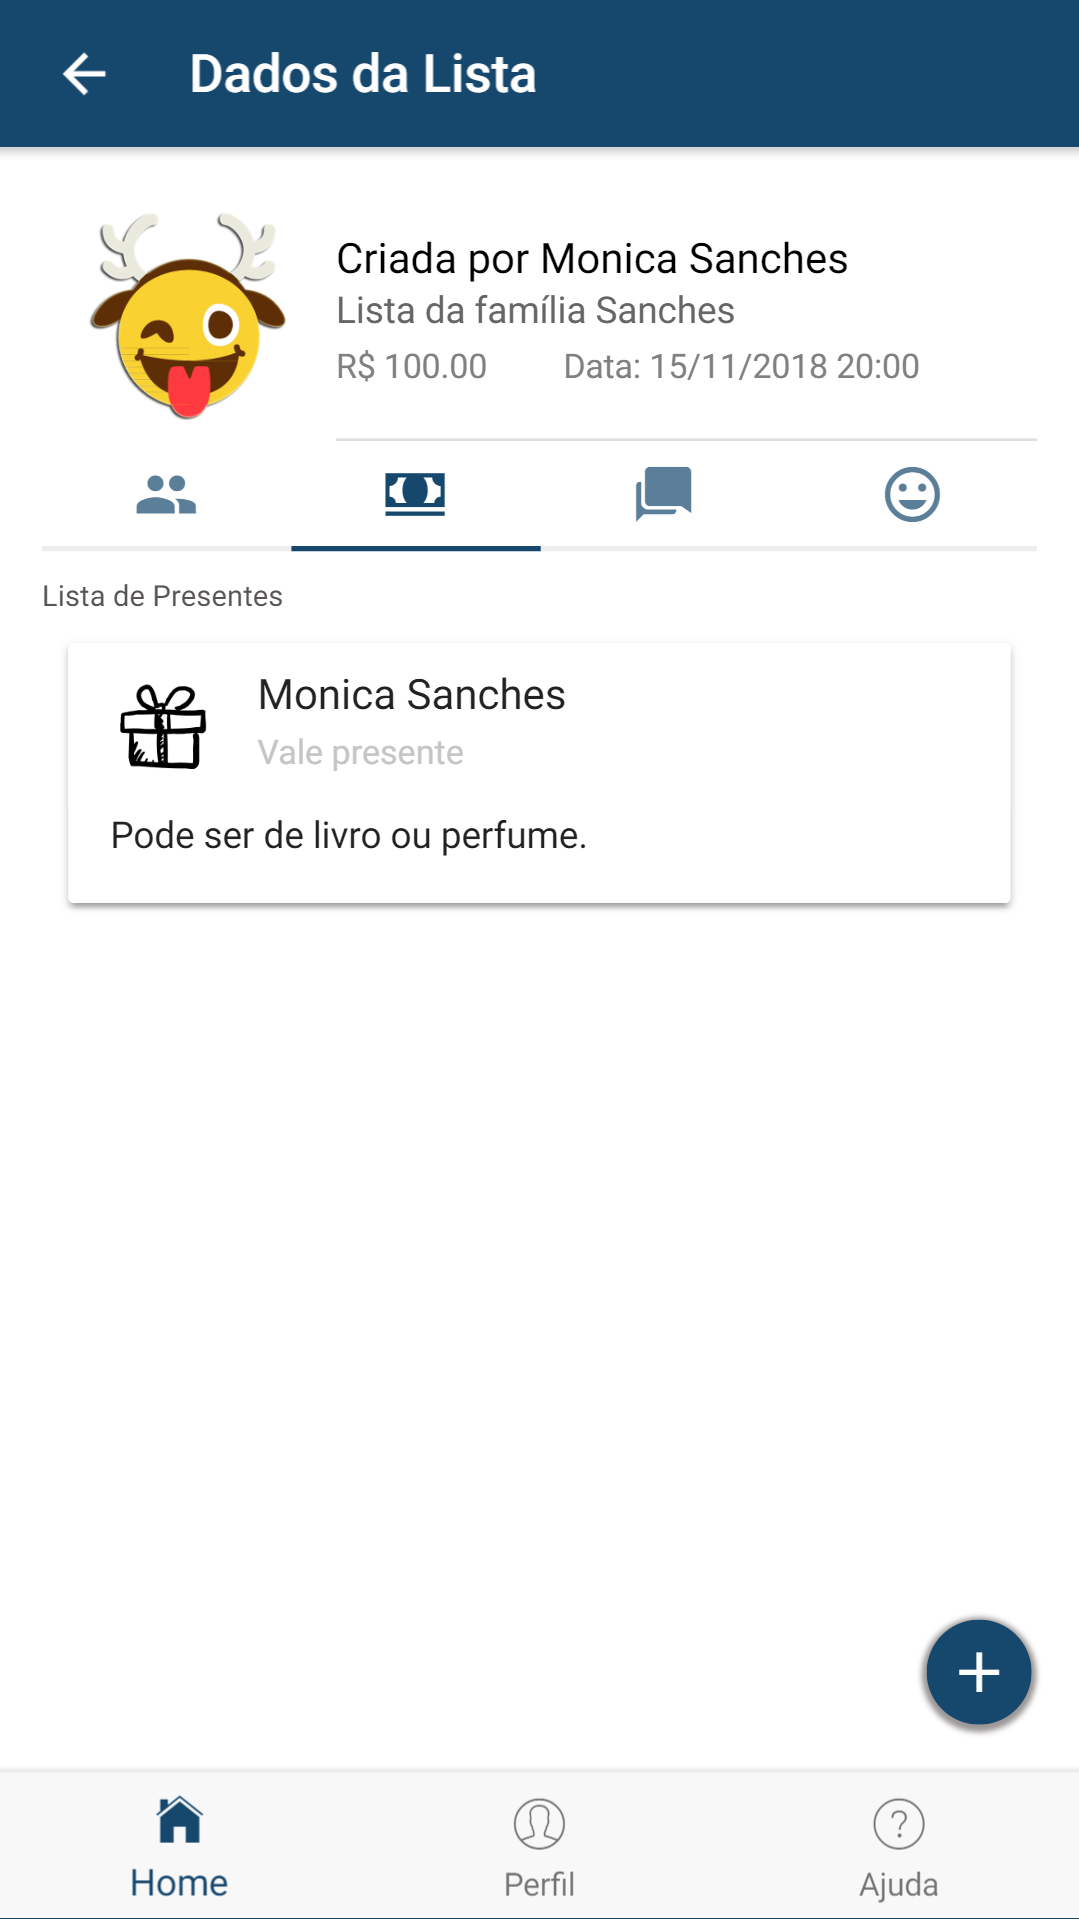 Dados da Lista
Criada por Monica Sanches
Lista da família Sanches
R$ 100.00 Data: 15/11/2018 20:00
Lista de Presentes
Monica Sanches
Vale presente
Pode ser de livro ou perfume.
Home Perfil Ajuda